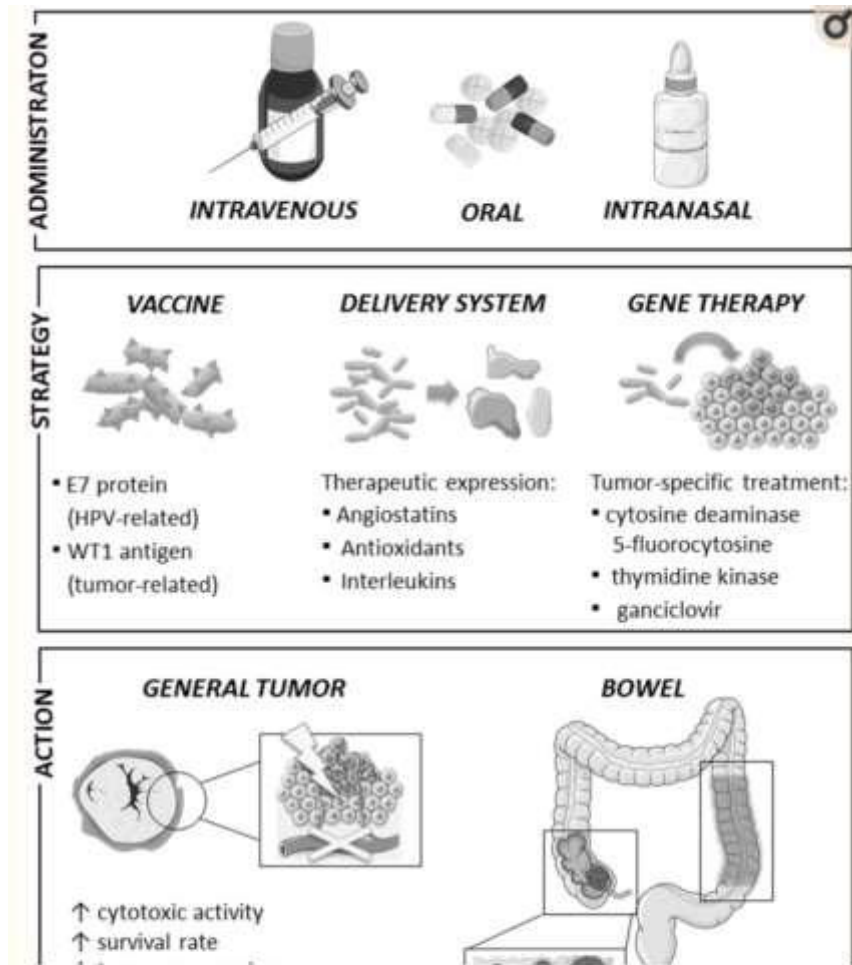 ADMINISTRATON
INTRAVENOUS
ORAL
INTRANASAL
STRATEGY
VACCINE
▪ E7 protein
(HPV-related)
▪ WT1 antigen
(tumor-related)
DELIVERY SYSTEM
Therapeutic expression:
▪ Angiostatins
▪ Antioxidants
▪ Interleukins
GENE THERAPY
Tumor-specific treatment:
▪ cytosine deaminase
5-fluorocytosine
▪ thymidine kinase
▪ ganciclovir
ACTION
GENERAL TUMOR
↑ cytotoxic activity
↑ survival rate
BOWEL